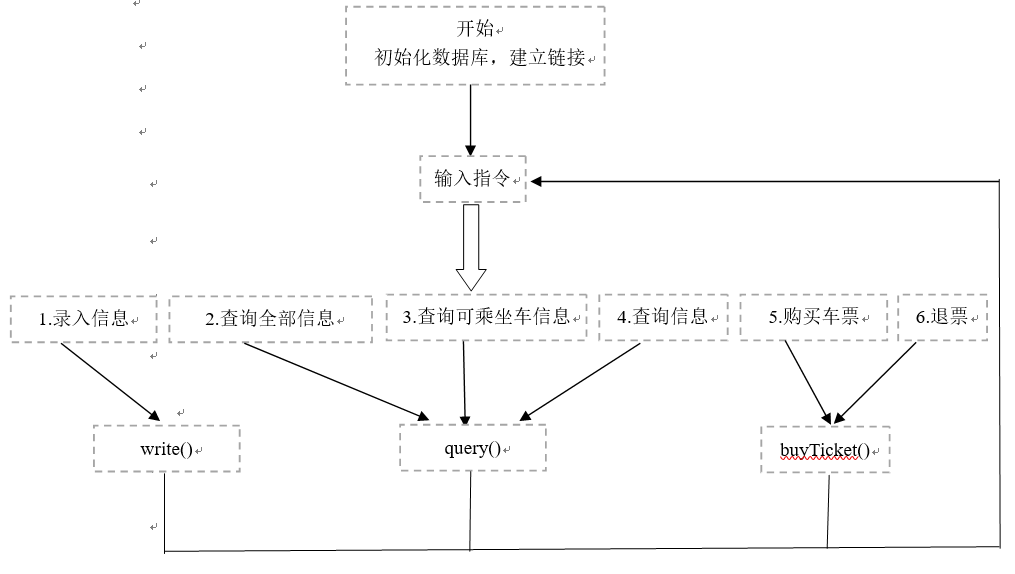 开始
初始化数据库，建立链接
输入指令
1.录入信息
2.查询全部信息
3.查询可乘坐车信息
4.查询信息
5.购买车票
6.退票
write()
query()
buyTicket()